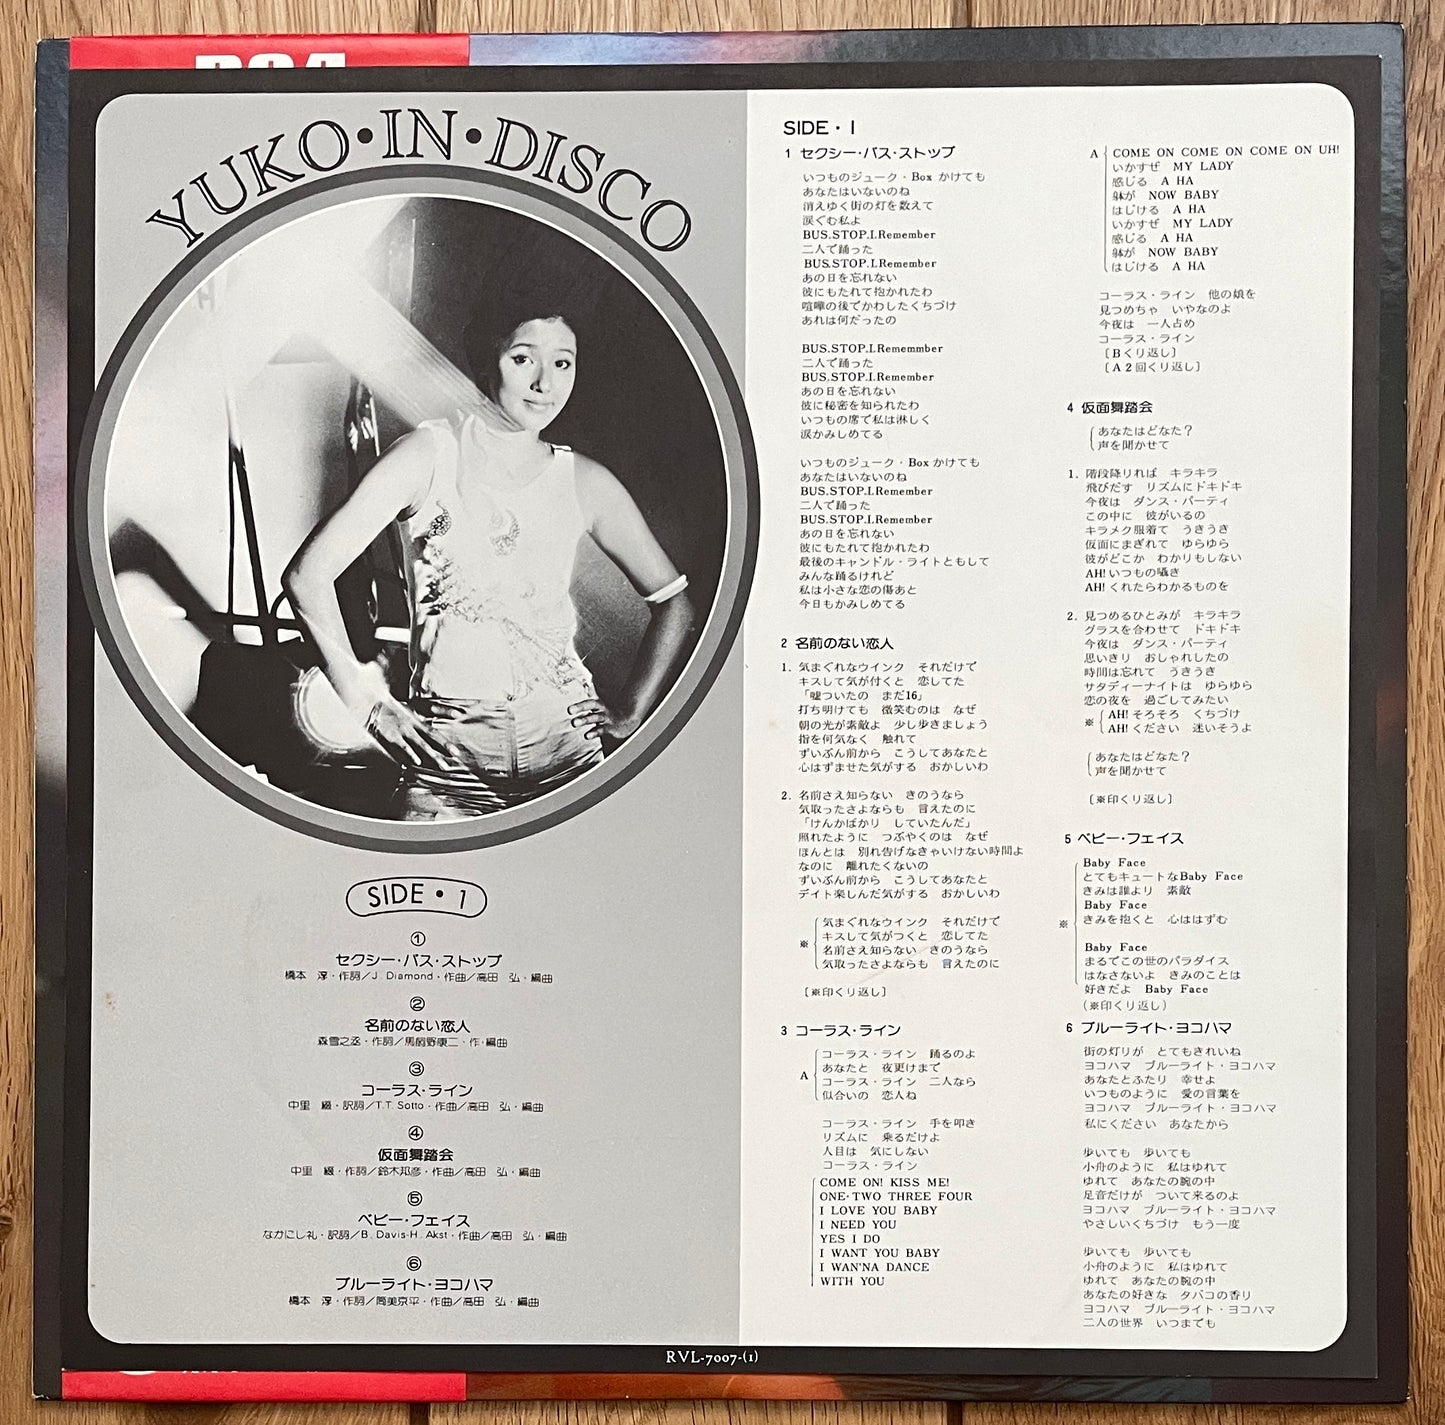 RCA
YUKO・IN・DISCO
SIDE・1
①
セクシー・バス・ストップ
橋本 淳・作詞／J. Diamond・作曲／高田 弘・編曲
②
名前のない恋人
森雪之丞・作詞／馬飼野康二・作・編曲
③
コーラス・ライン
中里 綴・訳詞／T.T. Sotto・作曲／高田 弘・編曲
④
仮面舞踏会
中里 綴・作詞／鈴木邦彦・作曲／高田 弘・編曲
⑤
ベビー・フェイス
なかにし礼・訳詞／B. Davis-H. Akst・作曲／高田 弘・編曲
⑥
ブルーライト・ヨコハマ
橋本 淳・作詞／筒美京平・作曲／高田 弘・編曲
SIDE・1
1 セクシー・バス・ストップ
いつものジューク・Box かけても
あなたはいないのね
消えゆく街の灯を数えて
涙ぐむ私よ
BUS.STOP.I.Remember
二人で踊った
BUS.STOP.I.Remember
あの日を忘れない
彼にもたれて抱かれたわ
喧嘩の後でかわしたくちづけ
あれは何だったの
BUS.STOP.I.Rememmber
二人で踊った
BUS.STOP.I.Remember
あの日を忘れない
彼に秘密を知られたわ
いつもの席で私は淋しく
涙かみしめてる
いつものジューク・Box かけても
あなたはいないのね
BUS.STOP.I.Remember
二人で踊った
BUS.STOP.I.Remember
あの日を忘れない
彼にもたれて抱かれたわ
最後のキャンドル・ライトともして
みんな踊るけれど
私は小さな恋の傷あと
今日もかみしめてる
2 名前のない恋人
1. 気まぐれなウインク それだけで
キスして気が付くと 恋してた
「嘘ついたの まだ16」
打ち明けても 微笑むのは なぜ
朝の光が素敵よ 少し歩きましょう
指を何気なく 触れて
ずいぶん前から こうしてあなたと
心はずませた気がする おかしいわ
2. 名前さえ知らない きのうなら
気取ったさよならも 言えたのに
「けんかばかり していたんだ」
照れたように つぶやくのは なぜ
ほんとは 別れ告げなきゃいけない時間よ
なのに 離れたくないの
ずいぶん前から こうしてあなたと
デイト楽しんだ気がする おかしいわ
※
気まぐれなウインク それだけで
キスして気がつくと 恋してた
名前さえ知らない きのうなら
気取ったさよならも 言えたのに
〔※印くり返し〕
3 コーラス・ライン
A
コーラス・ライン 踊るのよ
あなたと 夜更けまで
コーラス・ライン 二人なら
似合いの 恋人ね
コーラス・ライン 手を叩き
リズムに 乗るだけよ
人目は 気にしない
コーラス・ライン
COME ON! KISS ME!
ONE・TWO THREE FOUR
I LOVE YOU BABY
I NEED YOU
YES I DO
I WANT YOU BABY
I WAN'NA DANCE
WITH YOU
A
COME ON COME ON COME ON UH!
いかすぜ MY LADY
感じる A HA
躰が NOW BABY
はじける A HA
いかすぜ MY LADY
感じる A HA
躰が NOW BABY
はじける A HA
コーラス・ライン 他の娘を
見つめちゃ いやなのよ
今夜は 一人占め
コーラス・ライン
〔Bくり返し〕
〔A 2回くり返し〕
4 仮面舞踏会
あなたはどなた？
声を聞かせて
1. 階段降りれば キラキラ
飛びだす リズムにドキドキ
今夜は ダンス・パーティ
この中に 彼がいるの
キラメク服着て うきうき
仮面にまぎれて ゆらゆら
彼がどこか わかりもしない
AH! いつもの囁き
AH! くれたらわかるものを
2. 見つめるひとみが キラキラ
グラスを合わせて ドキドキ
今夜は ダンス・パーティ
思いきり おしゃれしたの
時間は忘れて うきうき
サタディーナイトは ゆらゆら
恋の夜を 過ごしてみたい
※
AH! そろそろ くちづけ
AH! ください 迷いそうよ
あなたはどなた？
声を聞かせて
〔※印くり返し〕
5 ベビー・フェイス
※
Baby Face
とてもキュートなBaby Face
きみは誰より 素敵
Baby Face
きみを抱くと 心ははずむ
Baby Face
まるでこの世のパラダイス
はなさないよ きみのことは
好きだよ Baby Face
(※印くり返し)
6 ブルーライト・ヨコハマ
街の灯りが とてもきれいね
ヨコハマ ブルーライト・ヨコハマ
あなたとふたり 幸せよ
いつものように 愛の言葉を
ヨコハマ ブルーライト・ヨコハマ
私にください あなたから
歩いても 歩いても
小舟のように 私はゆれて
ゆれて あなたの腕の中
足音だけが ついて来るのよ
ヨコハマ ブルーライト・ヨコハマ
やさしいくちづけ もう一度
歩いても 歩いても
小舟のように 私はゆれて
ゆれて あなたの腕の中
あなたの好きな タバコの香り
ヨコハマ ブルーライト・ヨコハマ
二人の世界 いつまでも
RVL-7007-(1)